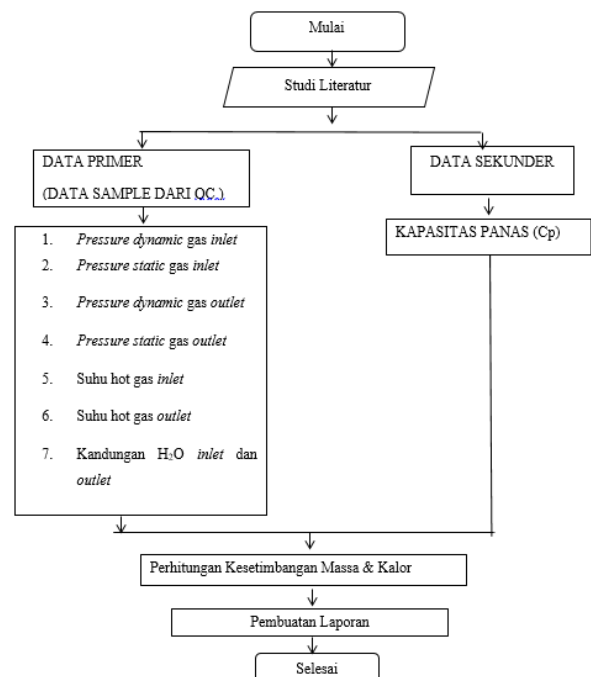 Mulai
Studi Literatur
DATA PRIMER
(DATA SAMPLE DARI QC.)
DATA SEKUNDER
KAPASITAS PANAS (Cp)
1. Pressure dynamic gas inlet
2. Pressure static gas inlet
3. Pressure dynamic gas outlet
4. Pressure static gas outlet
5. Suhu hot gas inlet
6. Suhu hot gas outlet
7. Kandungan H₂O inlet dan
outlet
Perhitungan Kesetimbangan Massa & Kalor
Pembuatan Laporan
Selesai